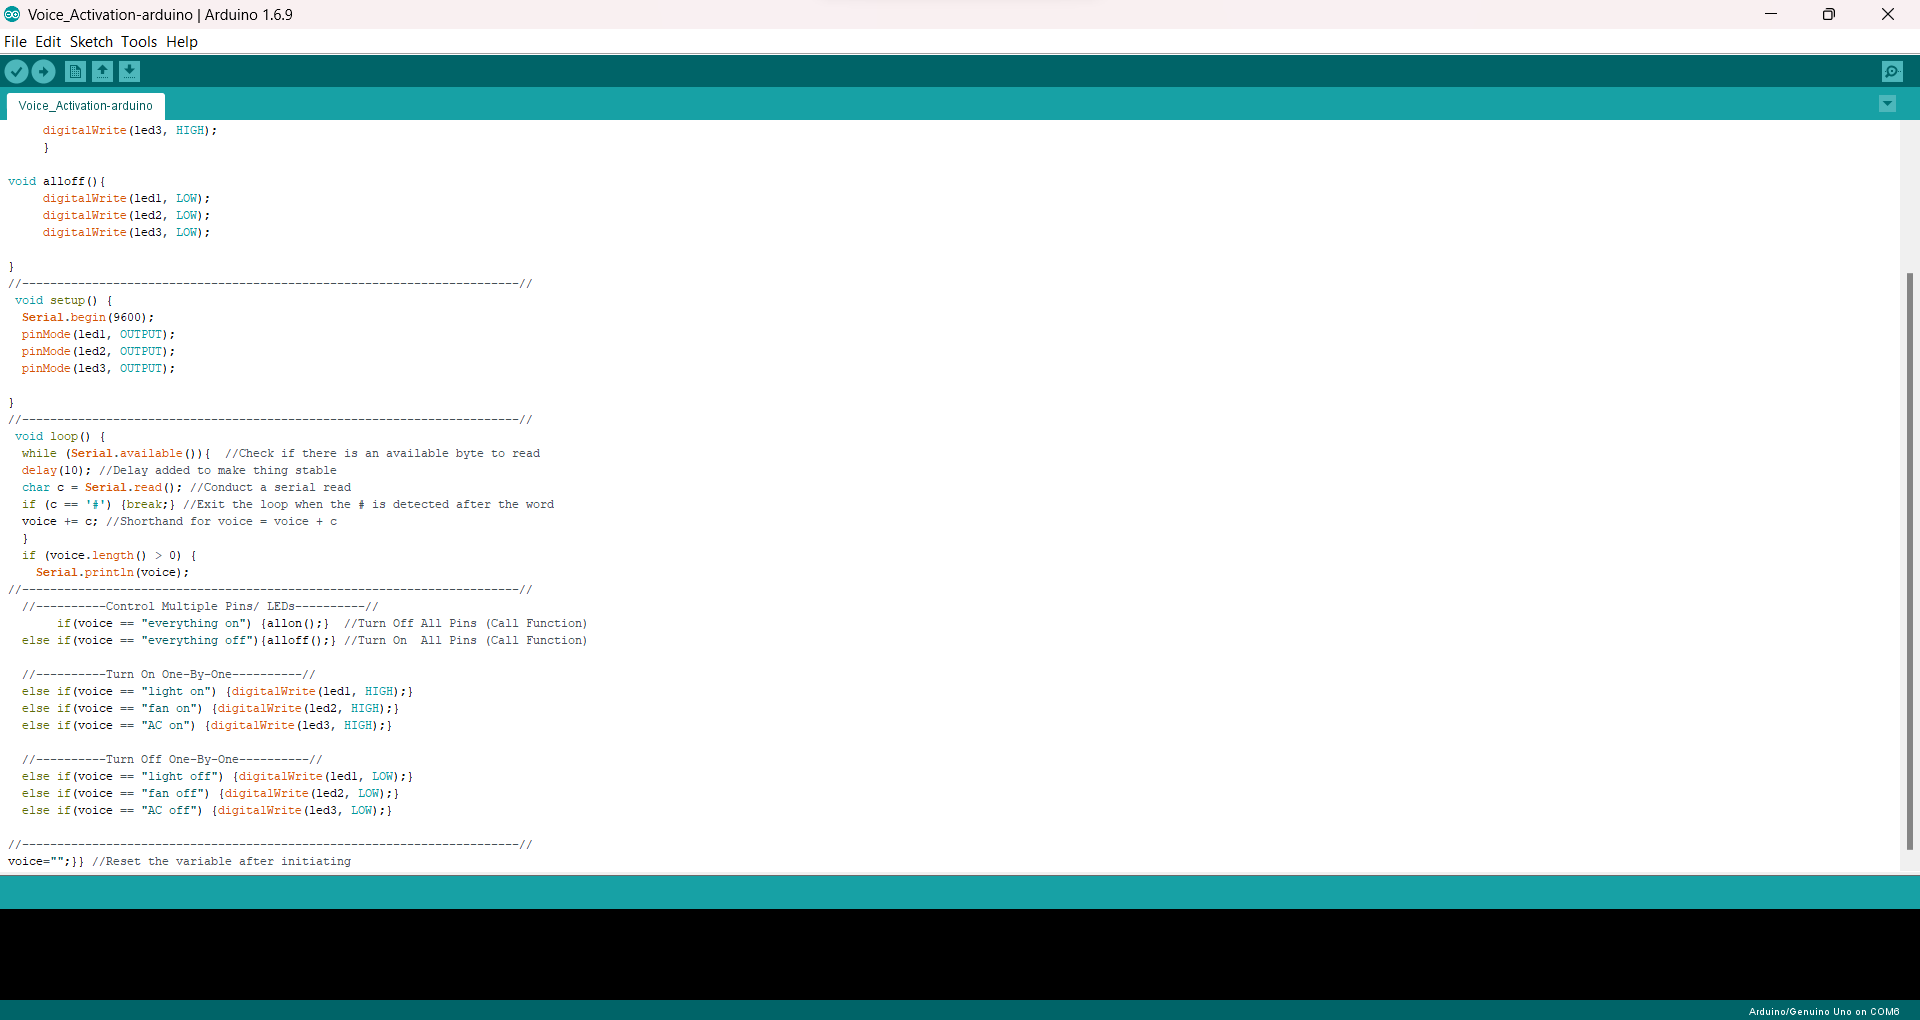 Voice_Activation-arduino | Arduino 1.6.9
File Edit Sketch Tools Help
Voice_Activation-arduino
digitalWrite(led3, HIGH);
}
void alloff(){
digitalWrite(led1, LOW);
digitalWrite(led2, LOW);
digitalWrite(led3, LOW);
}
//-----------------------------------------------------------------------//
void setup() {
Serial.begin(9600);
pinMode(led1, OUTPUT);
pinMode(led2, OUTPUT);
pinMode(led3, OUTPUT);
}
//-----------------------------------------------------------------------//
void loop() {
while (Serial.available()){  //Check if there is an available byte to read
delay(10); //Delay added to make thing stable
char c = Serial.read(); //Conduct a serial read
if (c == '#') {break;} //Exit the loop when the # is detected after the word
voice += c; //Shorthand for voice = voice + c
}
if (voice.length() > 0) {
Serial.println(voice);
//-----------------------------------------------------------------------//
//----------Control Multiple Pins/ LEDs----------//
if(voice == "everything on") {allon();}  //Turn Off All Pins (Call Function)
else if(voice == "everything off"){alloff();} //Turn On  All Pins (Call Function)
//----------Turn On One-By-One----------//
else if(voice == "light on") {digitalWrite(led1, HIGH);}
else if(voice == "fan on") {digitalWrite(led2, HIGH);}
else if(voice == "AC on") {digitalWrite(led3, HIGH);}
//----------Turn Off One-By-One----------//
else if(voice == "light off") {digitalWrite(led1, LOW);}
else if(voice == "fan off") {digitalWrite(led2, LOW);}
else if(voice == "AC off") {digitalWrite(led3, LOW);}
//-----------------------------------------------------------------------//
voice="";}} //Reset the variable after initiating
Arduino/Genuino Uno on COM6